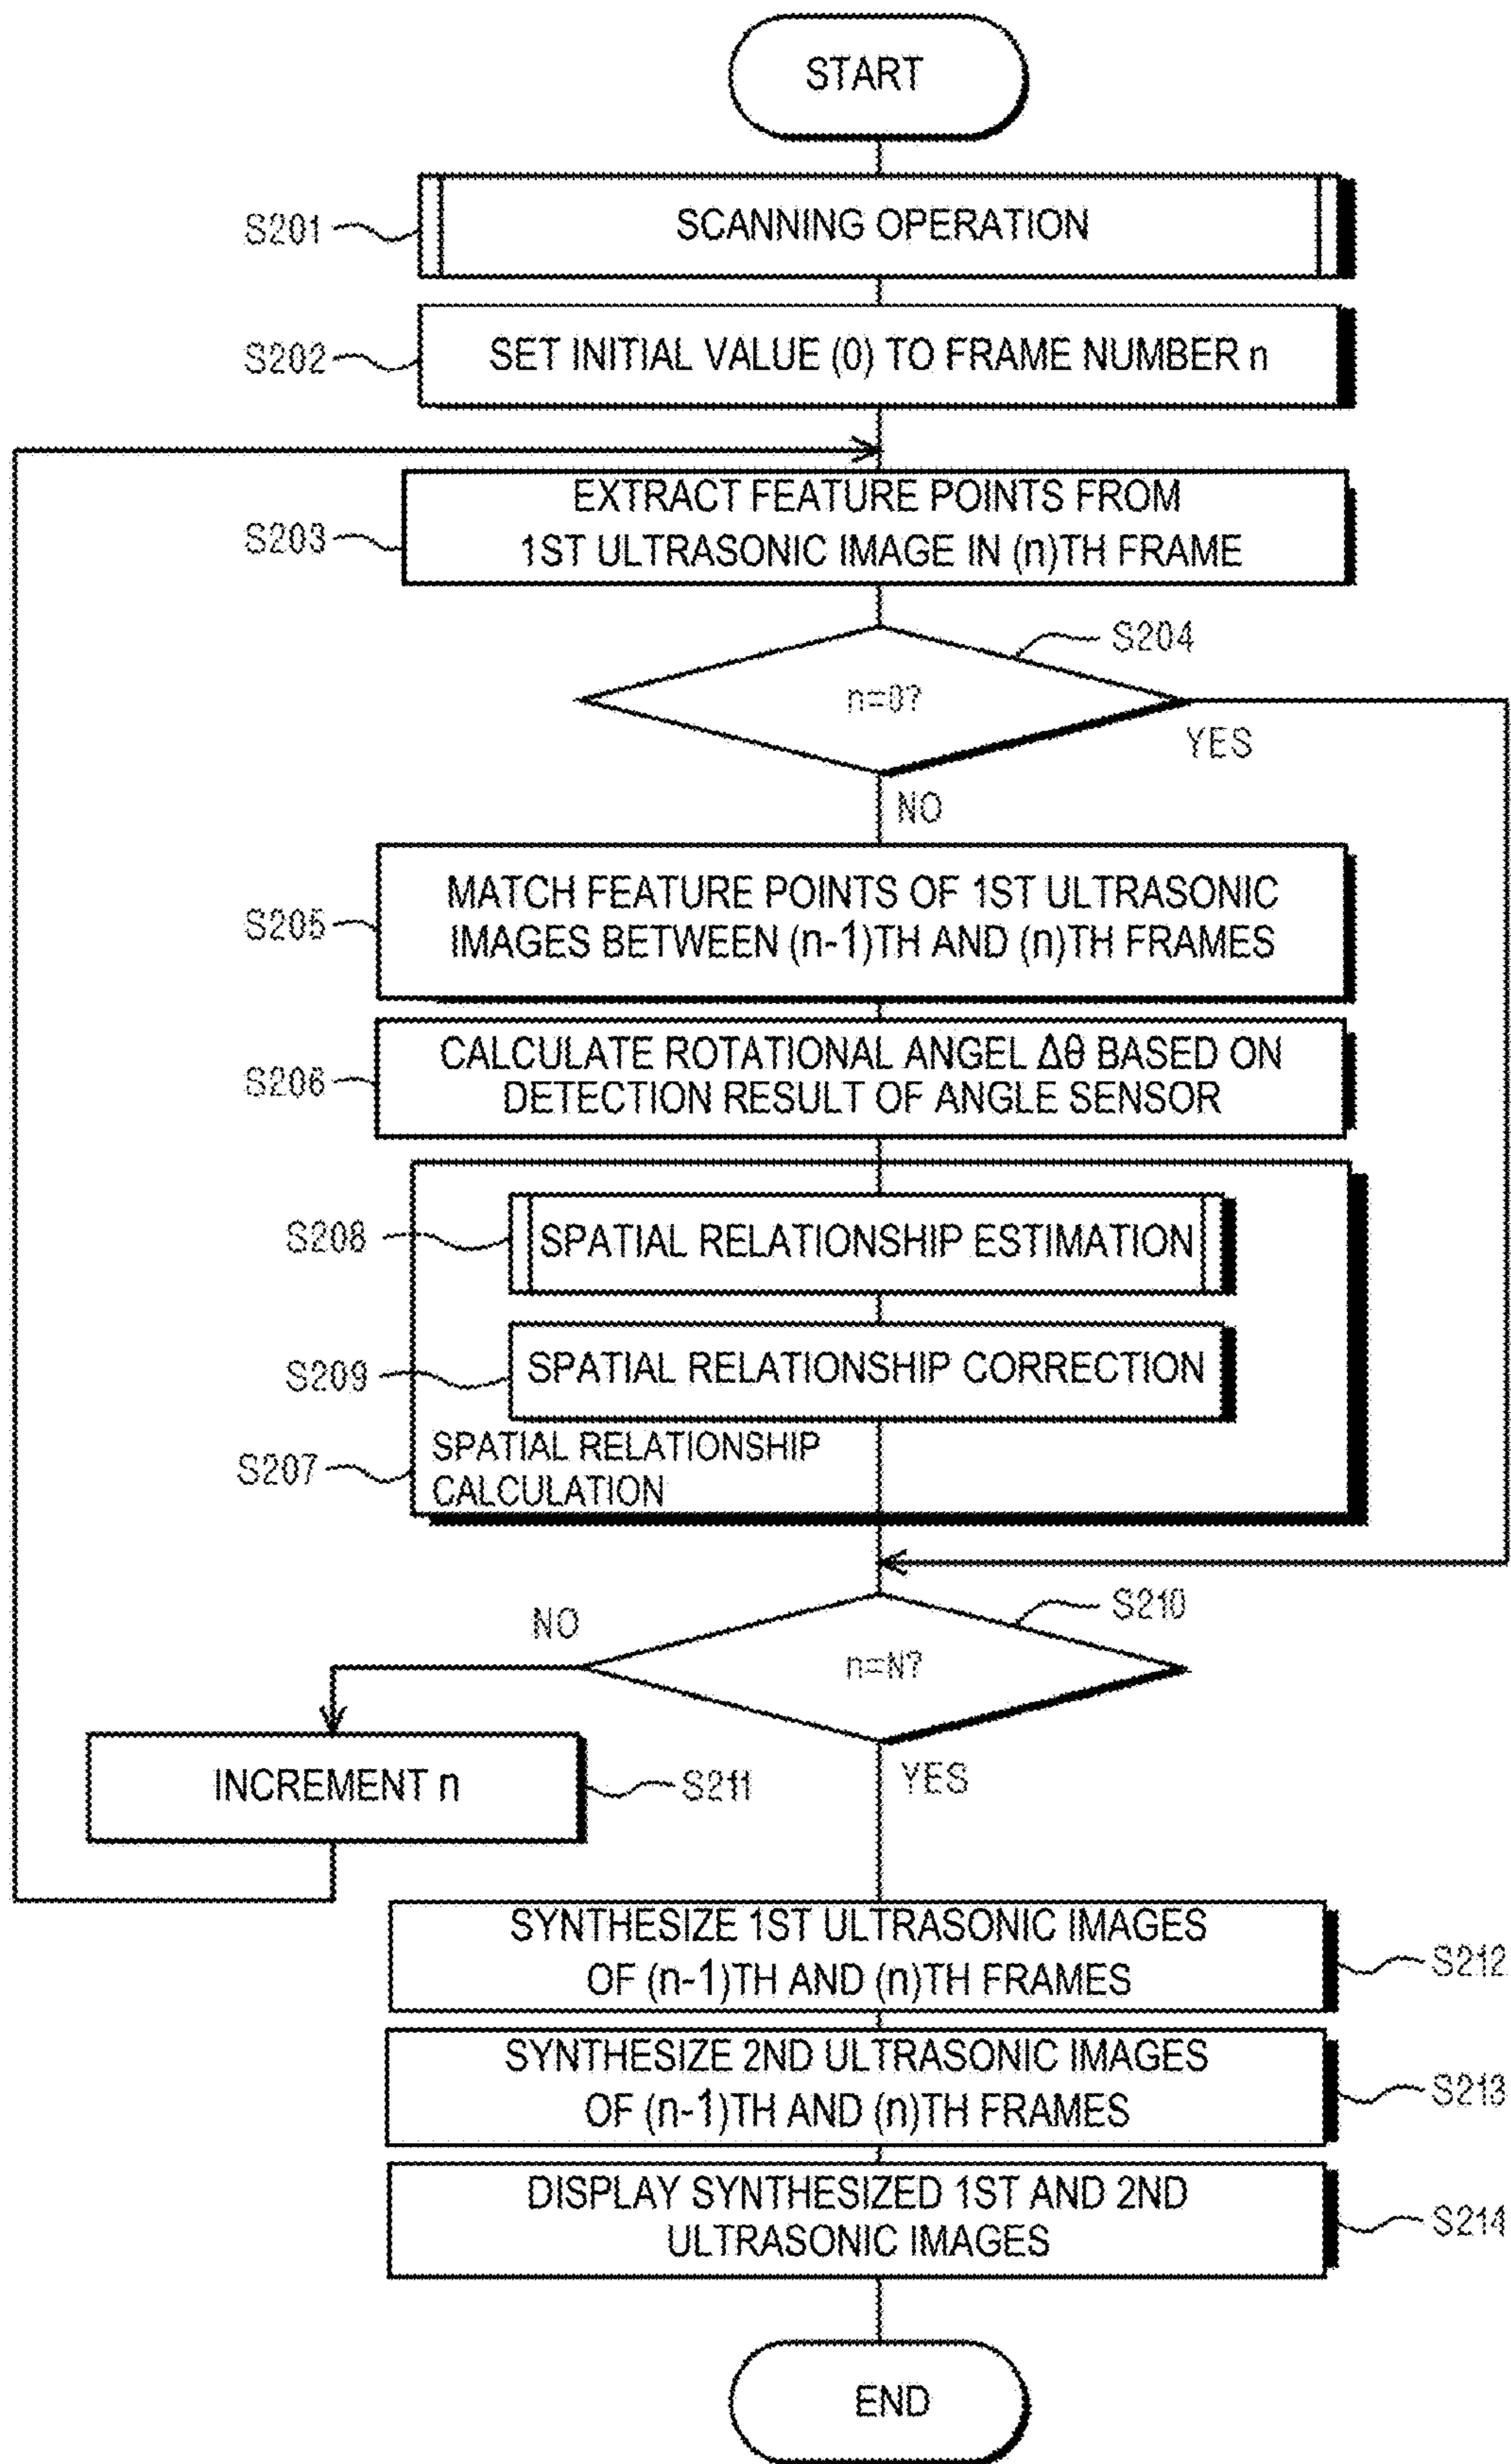 START
S201
SCANNING OPERATION
S202
SET INITIAL VALUE (0) TO FRAME NUMBER n
S203
EXTRACT FEATURE POINTS FROM
1ST ULTRASONIC IMAGE IN (n)TH FRAME
S204
n=0?
YES
NO
S205
MATCH FEATURE POINTS OF 1ST ULTRASONIC
IMAGES BETWEEN (n-1)TH AND (n)TH FRAMES
S206
CALCULATE ROTATIONAL ANGEL Δθ BASED ON
DETECTION RESULT OF ANGLE SENSOR
S208
SPATIAL RELATIONSHIP ESTIMATION
S209
SPATIAL RELATIONSHIP CORRECTION
S207
SPATIAL RELATIONSHIP
CALCULATION
S210
NO
n=N?
YES
INCREMENT n
S211
SYNTHESIZE 1ST ULTRASONIC IMAGES
OF (n-1)TH AND (n)TH FRAMES
S212
SYNTHESIZE 2ND ULTRASONIC IMAGES
OF (n-1)TH AND (n)TH FRAMES
S213
DISPLAY SYNTHESIZED 1ST AND 2ND
ULTRASONIC IMAGES
S214
END